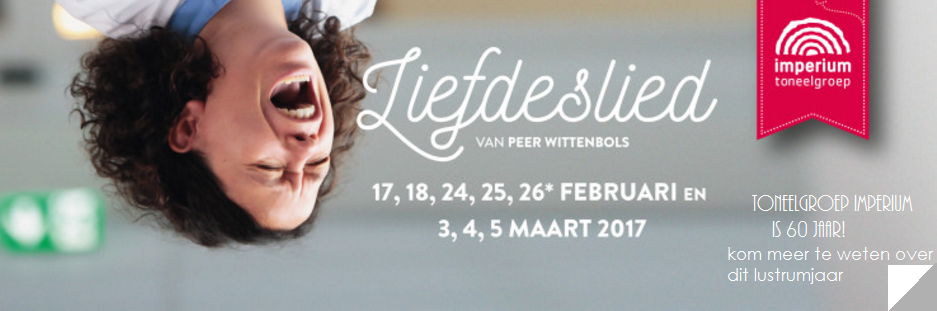 Liefdeslied
VAN PEER WITTENBOLS
17, 18, 24, 25, 26* FEBRUARI EN
3, 4, 5 MAART 2017
imperium
toneelgroep
TONEELGROEP IMPERIUM
IS 60 JAAR!
kom meer te weten over
dit lustrumjaar